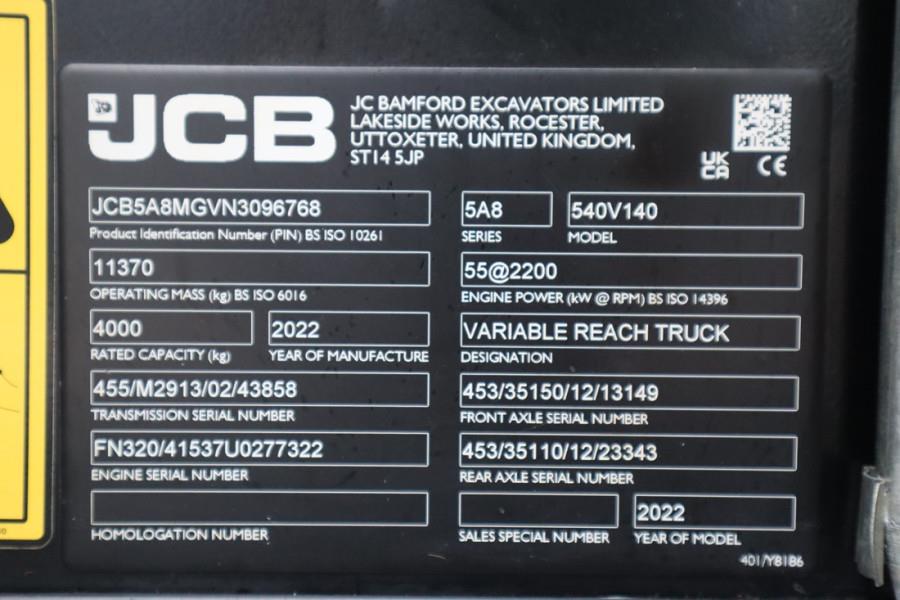 JCB
JC BAMFORD EXCAVATORS LIMITED
LAKESIDE WORKS, ROCESTER,
UTTOXETER, UNITED KINGDOM,
ST14 5JP
UK
CA
CE
JCB5A8MGVN3096768
Product Identification Number (PIN) BS ISO 10261
5A8
SERIES
540V140
MODEL
11370
OPERATING MASS (kg) BS ISO 6016
55@2200
ENGINE POWER (kW @ RPM) BS ISO 14396
4000
RATED CAPACITY (kg)
2022
YEAR OF MANUFACTURE
VARIABLE REACH TRUCK
DESIGNATION
455/M2913/02/43858
TRANSMISSION SERIAL NUMBER
453/35150/12/13149
FRONT AXLE SERIAL NUMBER
FN320/41537U0277322
ENGINE SERIAL NUMBER
453/35110/12/23343
REAR AXLE SERIAL NUMBER
HOMOLOGATION NUMBER
SALES SPECIAL NUMBER
2022
YEAR OF MODEL
401/Y8186